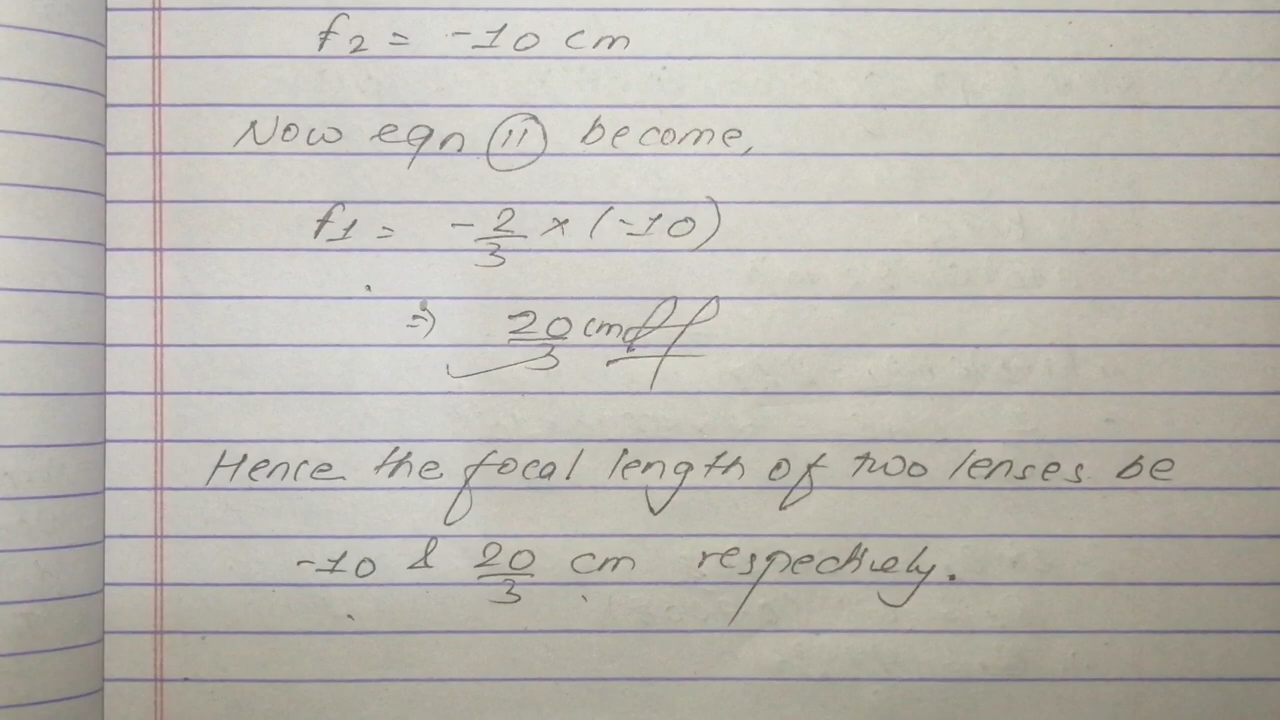 f2 = -10 cm
Now eqn (11) become,
f1 = -2/3 × (-10)
⇒ 20/3 cm
Hence the focal length of two lenses be
-10 & 20/3 cm respectively.